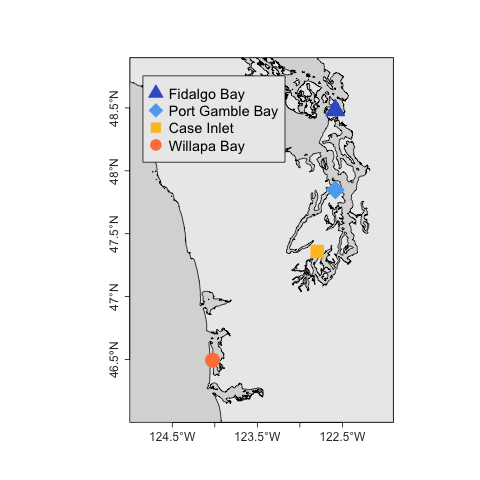 Fidalgo Bay
Port Gamble Bay
Case Inlet
Willapa Bay
48.5°N
48°N
47.5°N
47°N
46.5°N
124.5°W 123.5°W 122.5°W